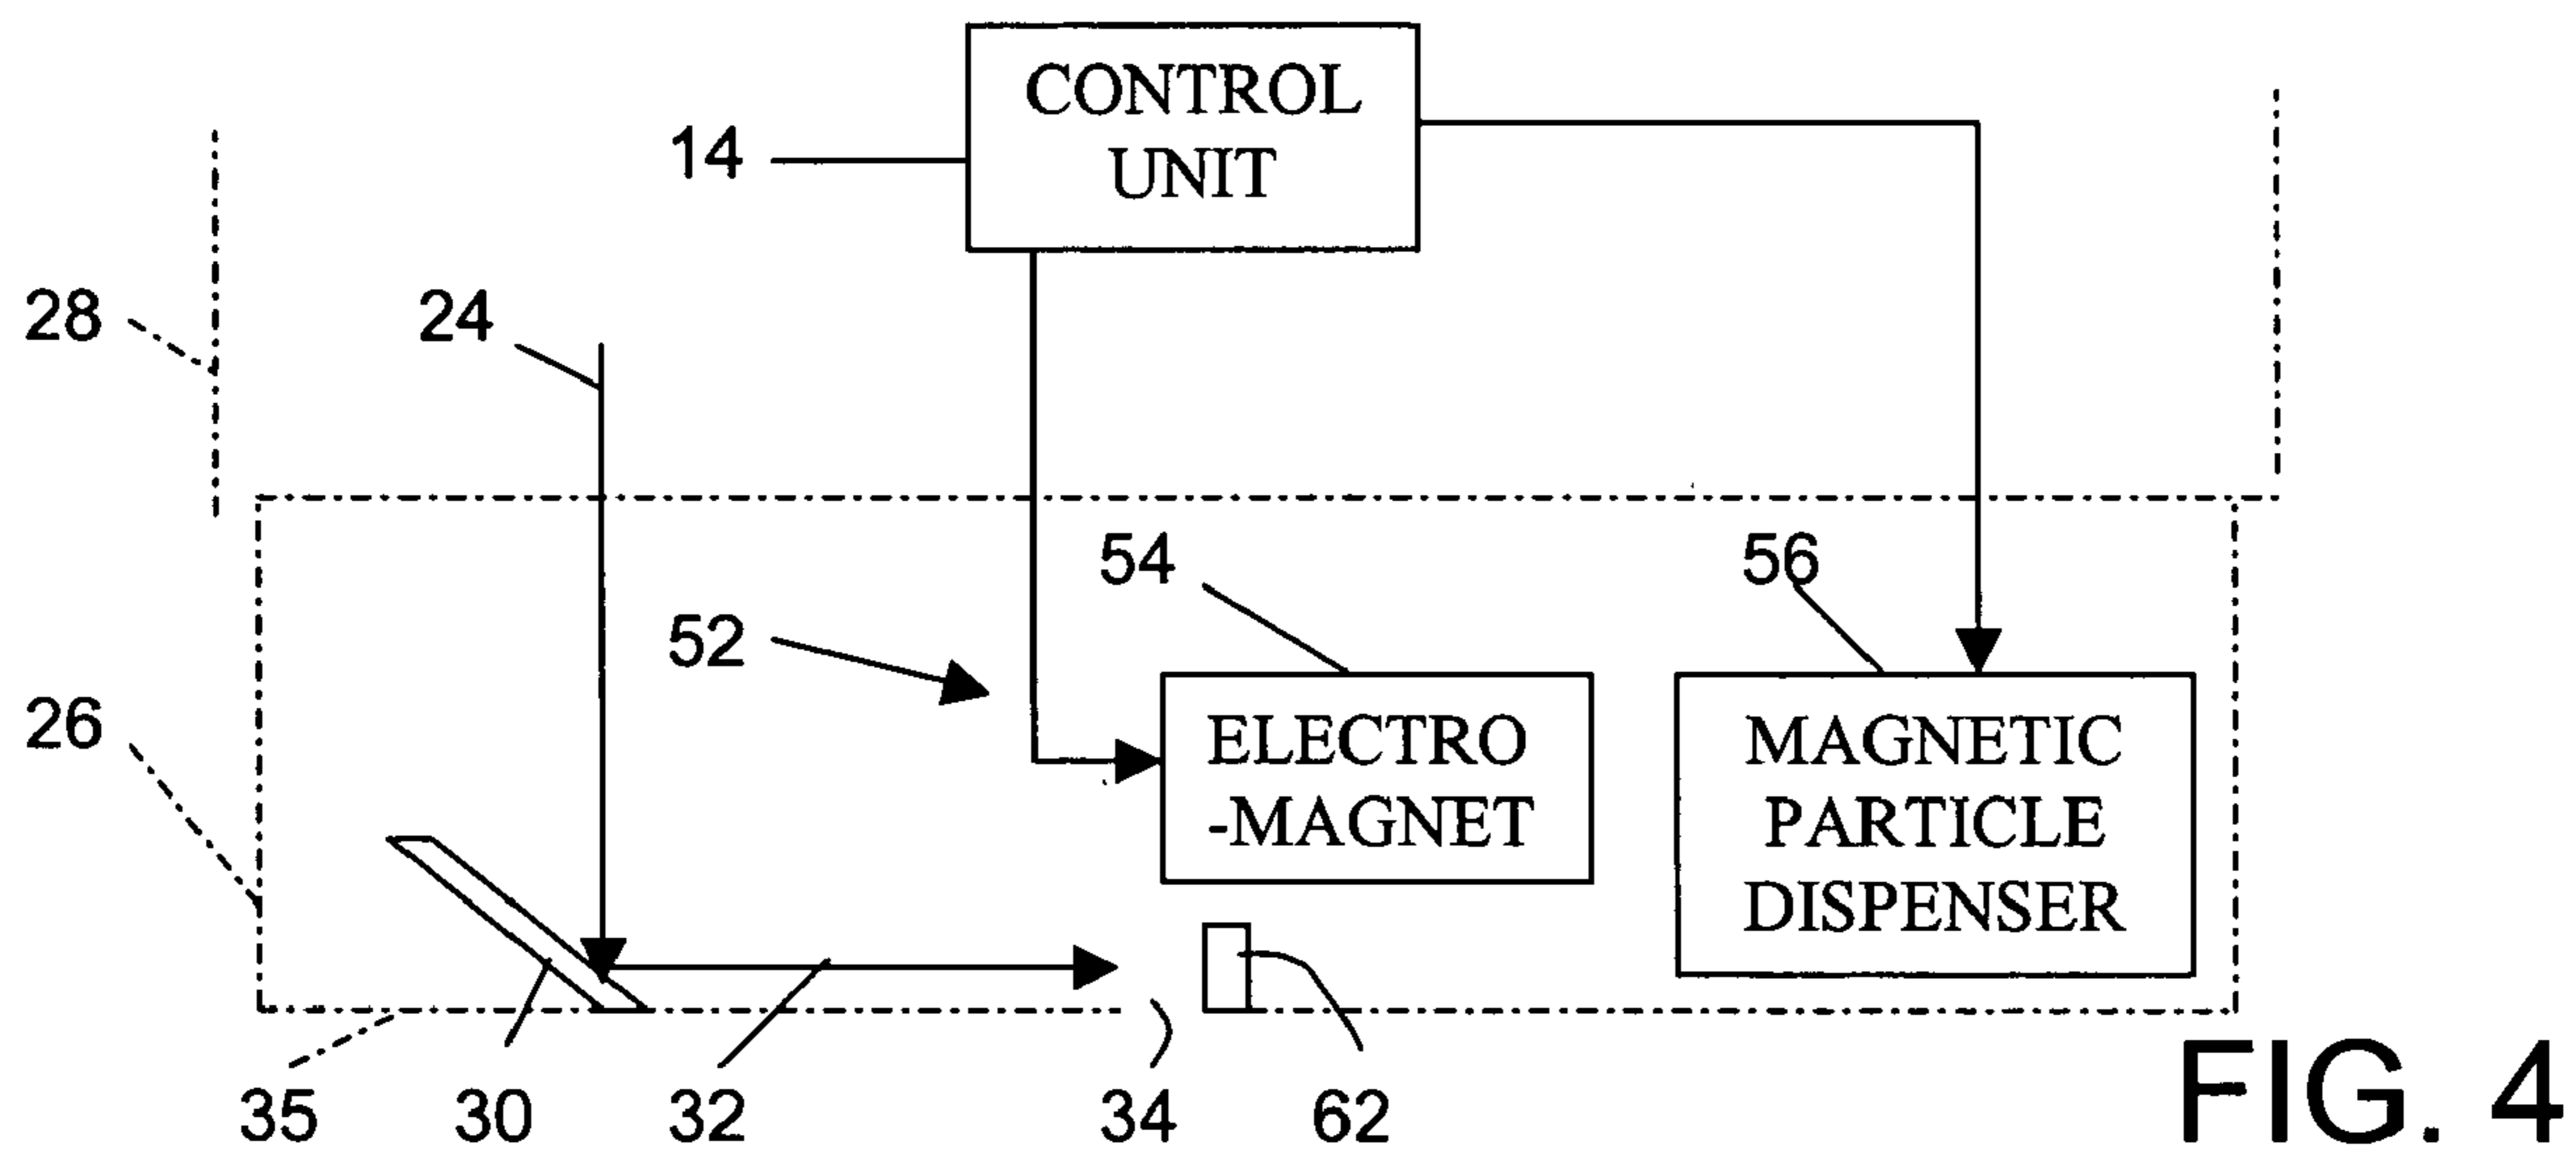 CONTROL
UNIT
14
28
24
54
56
52
26
ELECTRO
-MAGNET
MAGNETIC
PARTICLE
DISPENSER
35
30
32
34
62
FIG. 4